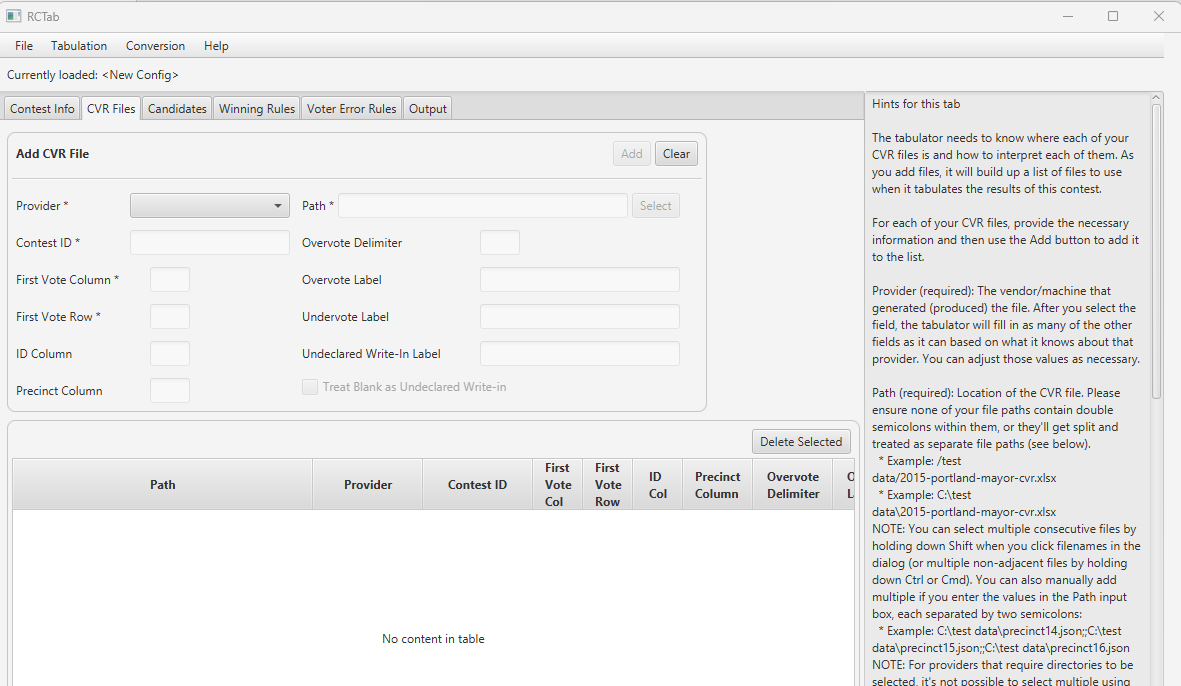 RCTab
File Tabulation Conversion Help
Currently loaded: <New Config>
Contest Info CVR Files Candidates Winning Rules Voter Error Rules Output
Add CVR File Add Clear
Provider * Path * Select
Contest ID * Overvote Delimiter
First Vote Column * Overvote Label
First Vote Row * Undervote Label
ID Column Undeclared Write-In Label
Precinct Column Treat Blank as Undeclared Write-in
Delete Selected
Path Provider Contest ID First Vote Col First Vote Row ID Col Precinct Column Overvote Delimiter
No content in table
Hints for this tab
The tabulator needs to know where each of your
CVR files is and how to interpret each of them. As
you add files, it will build up a list of files to use
when it tabulates the results of this contest.
For each of your CVR files, provide the necessary
information and then use the Add button to add it
to the list.
Provider (required): The vendor/machine that
generated (produced) the file. After you select the
field, the tabulator will fill in as many of the other
fields as it can based on what it knows about that
provider. You can adjust those values as necessary.
Path (required): Location of the CVR file. Please
ensure none of your file paths contain double
semicolons within them, or they'll get split and
treated as separate file paths (see below).
* Example: /test
data/2015-portland-mayor-cvr.xlsx
* Example: C:\test
data\2015-portland-mayor-cvr.xlsx
NOTE: You can select multiple consecutive files by
holding down Shift when you click filenames in the
dialog (or multiple non-adjacent files by holding
down Ctrl or Cmd). You can also manually add
multiple if you enter the values in the Path input
box, each separated by two semicolons:
* Example: C:\test data\precinct14.json;;C:\test
data\precinct15.json;;C:\test data\precinct16.json
NOTE: For providers that require directories to be
selected, it's not possible to select multiple using